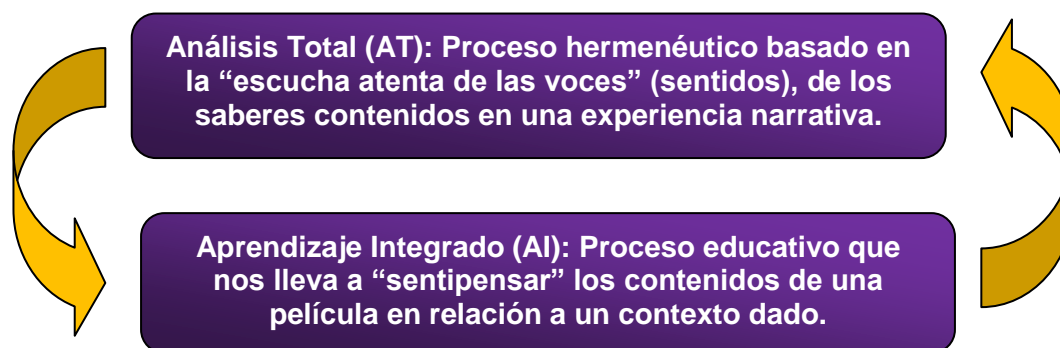 Análisis Total (AT): Proceso hermenéutico basado en
la “escucha atenta de las voces” (sentidos), de los
saberes contenidos en una experiencia narrativa.
Aprendizaje Integrado (AI): Proceso educativo que
nos lleva a “sentipensar” los contenidos de una
película en relación a un contexto dado.